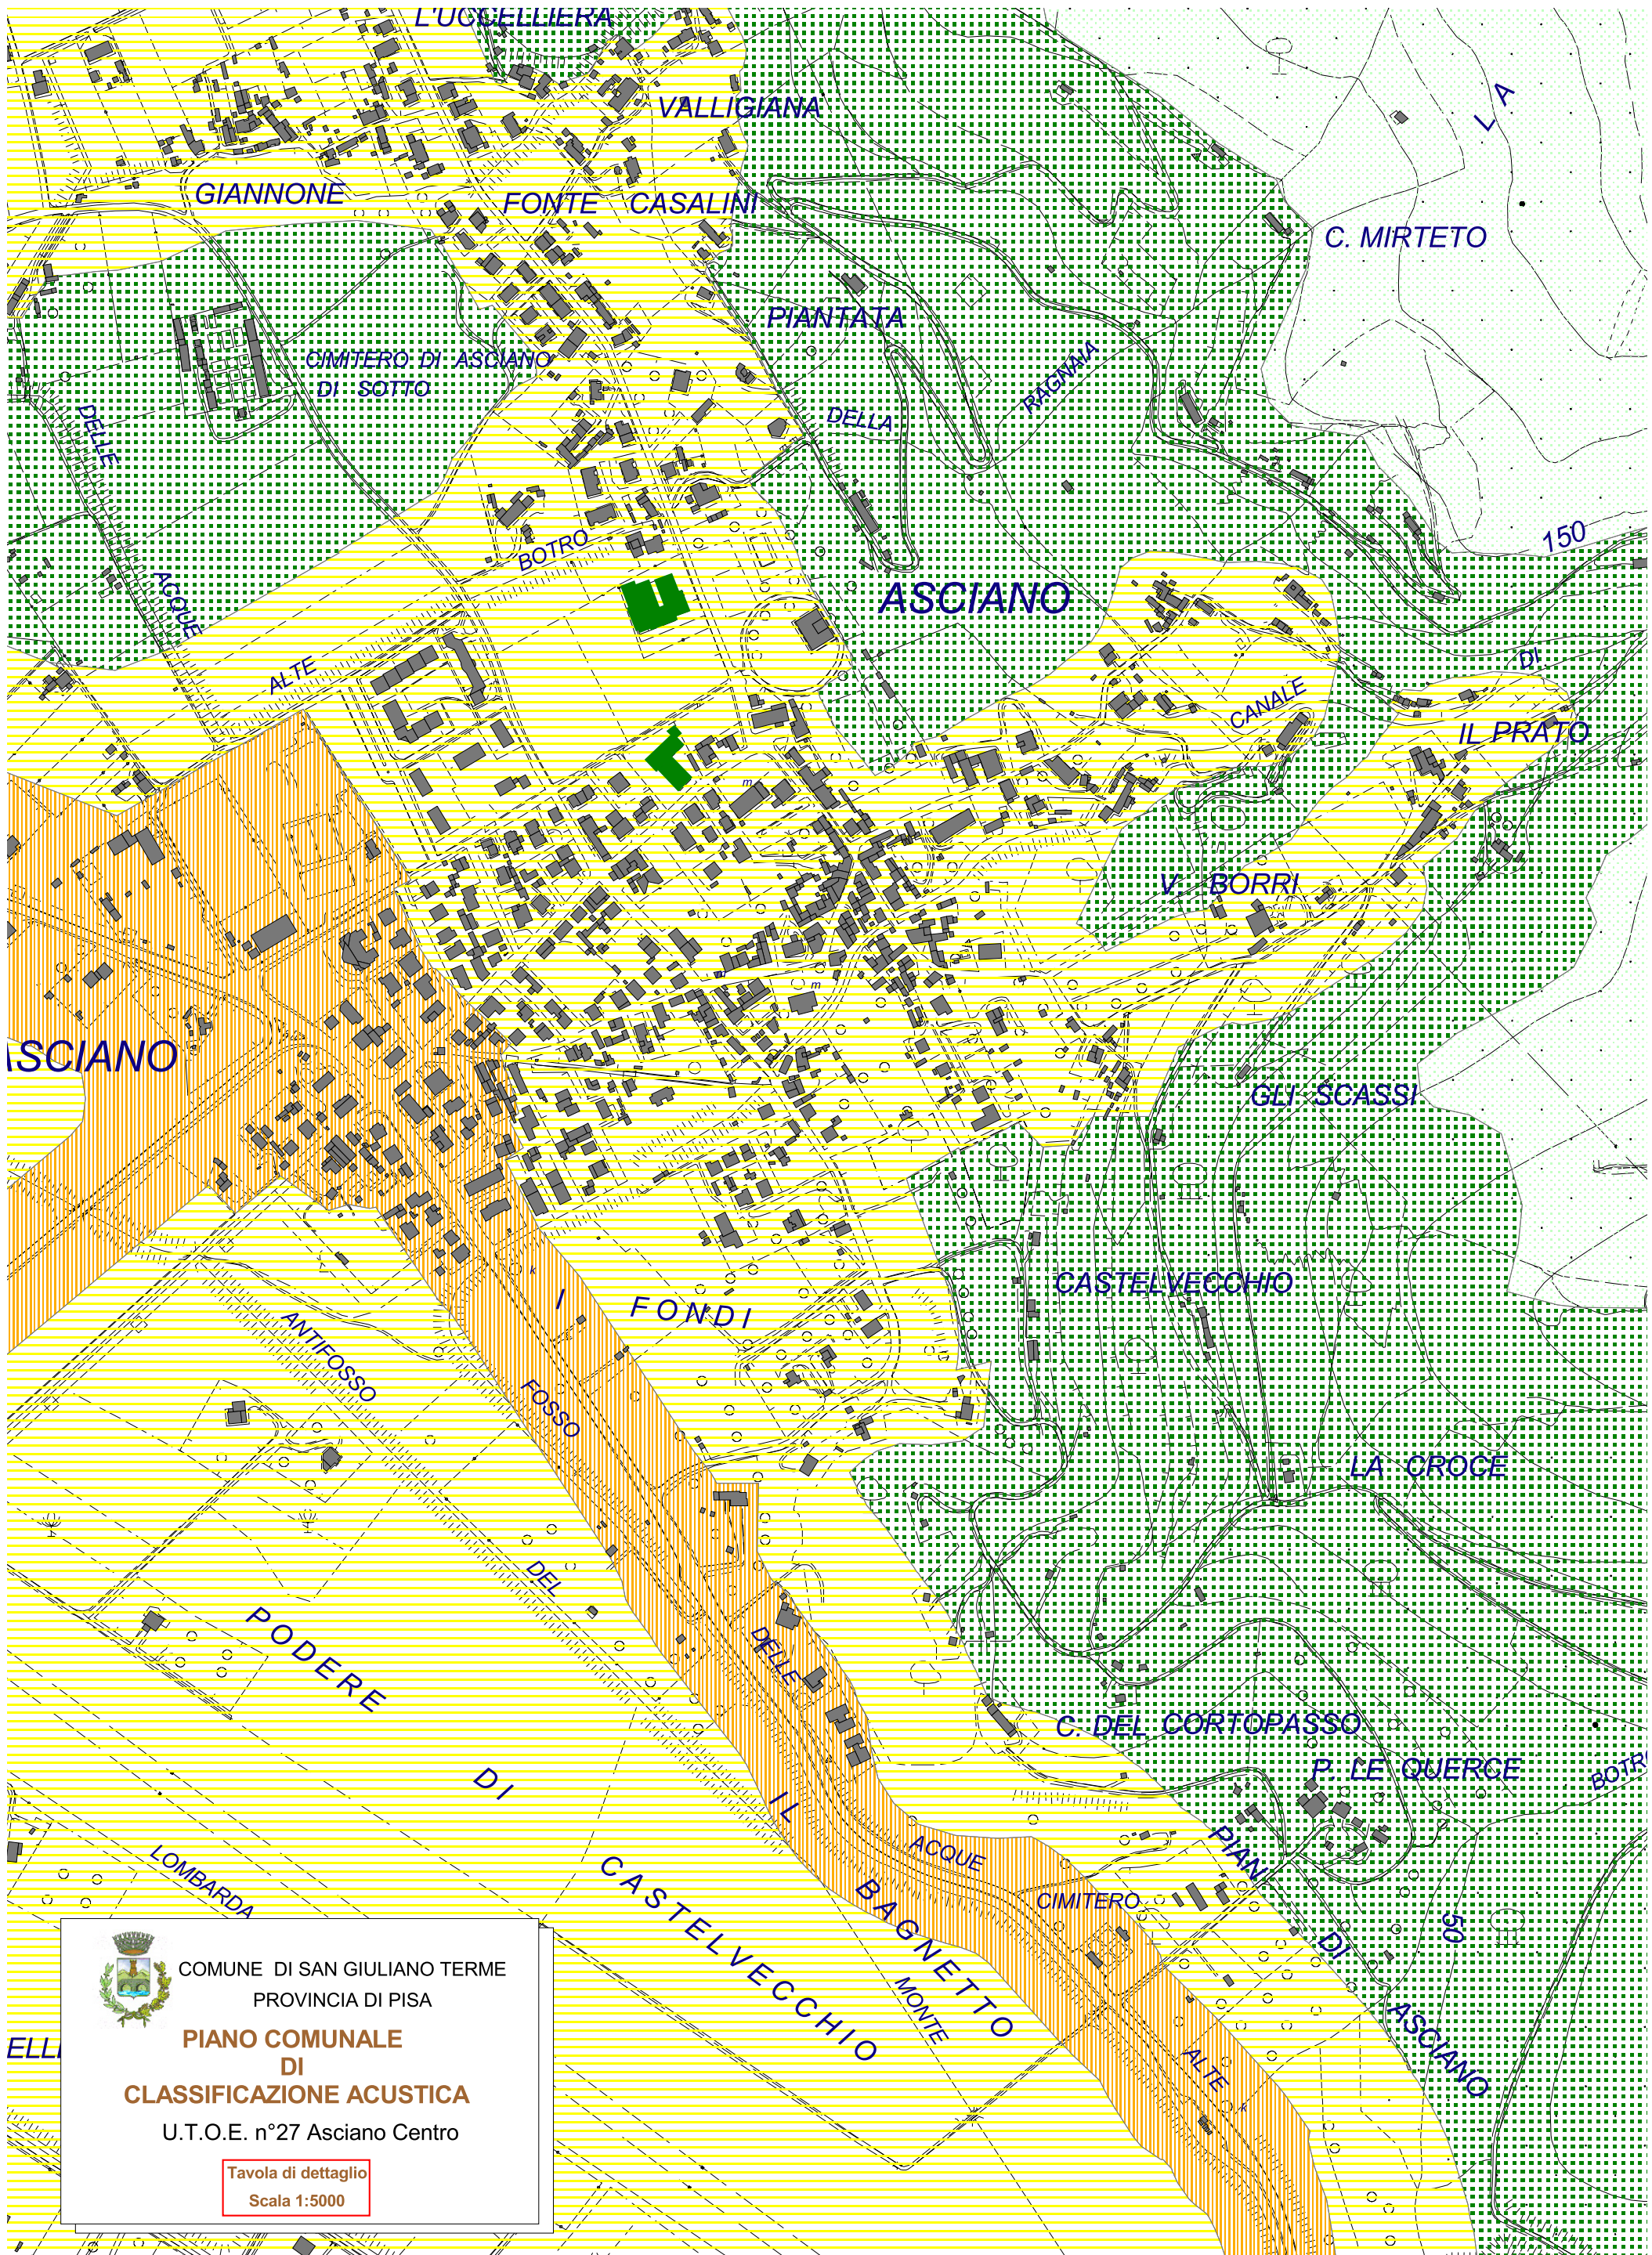 L'UCCELLIERA
VALLIGIANA
L A
GIANNONE
FONTE CASALINI
C. MIRTETO
PIANTATA
CIMITERO DI ASCIANO
DI SOTTO
RAGNAIA
DELLA
DELLE
ACQUE
BOTRO
150
ASCIANO
ALTE
DI
CANALE
IL PRATO
m
V. BORRI
m
ASCIANO
GLI SCASSI
CASTELVECCHIO
k
I FONDI
ANTIFOSSO
FOSSO
LA CROCE
DEL
PODERE
DELLE
C. DEL CORTOPASSO
P. LE QUERCE
BOTR
DI
IL
PIAN
ACQUE
LOMBARDA
CASTELVECCHIO
BAGNETTO
CIMITERO
50
DI
MONTE
ASCIANO
ALTE
k
ELL
COMUNE DI SAN GIULIANO TERME
PROVINCIA DI PISA
PIANO COMUNALE
DI
CLASSIFICAZIONE ACUSTICA
U.T.O.E. n°27 Asciano Centro
Tavola di dettaglio
Scala 1:5000